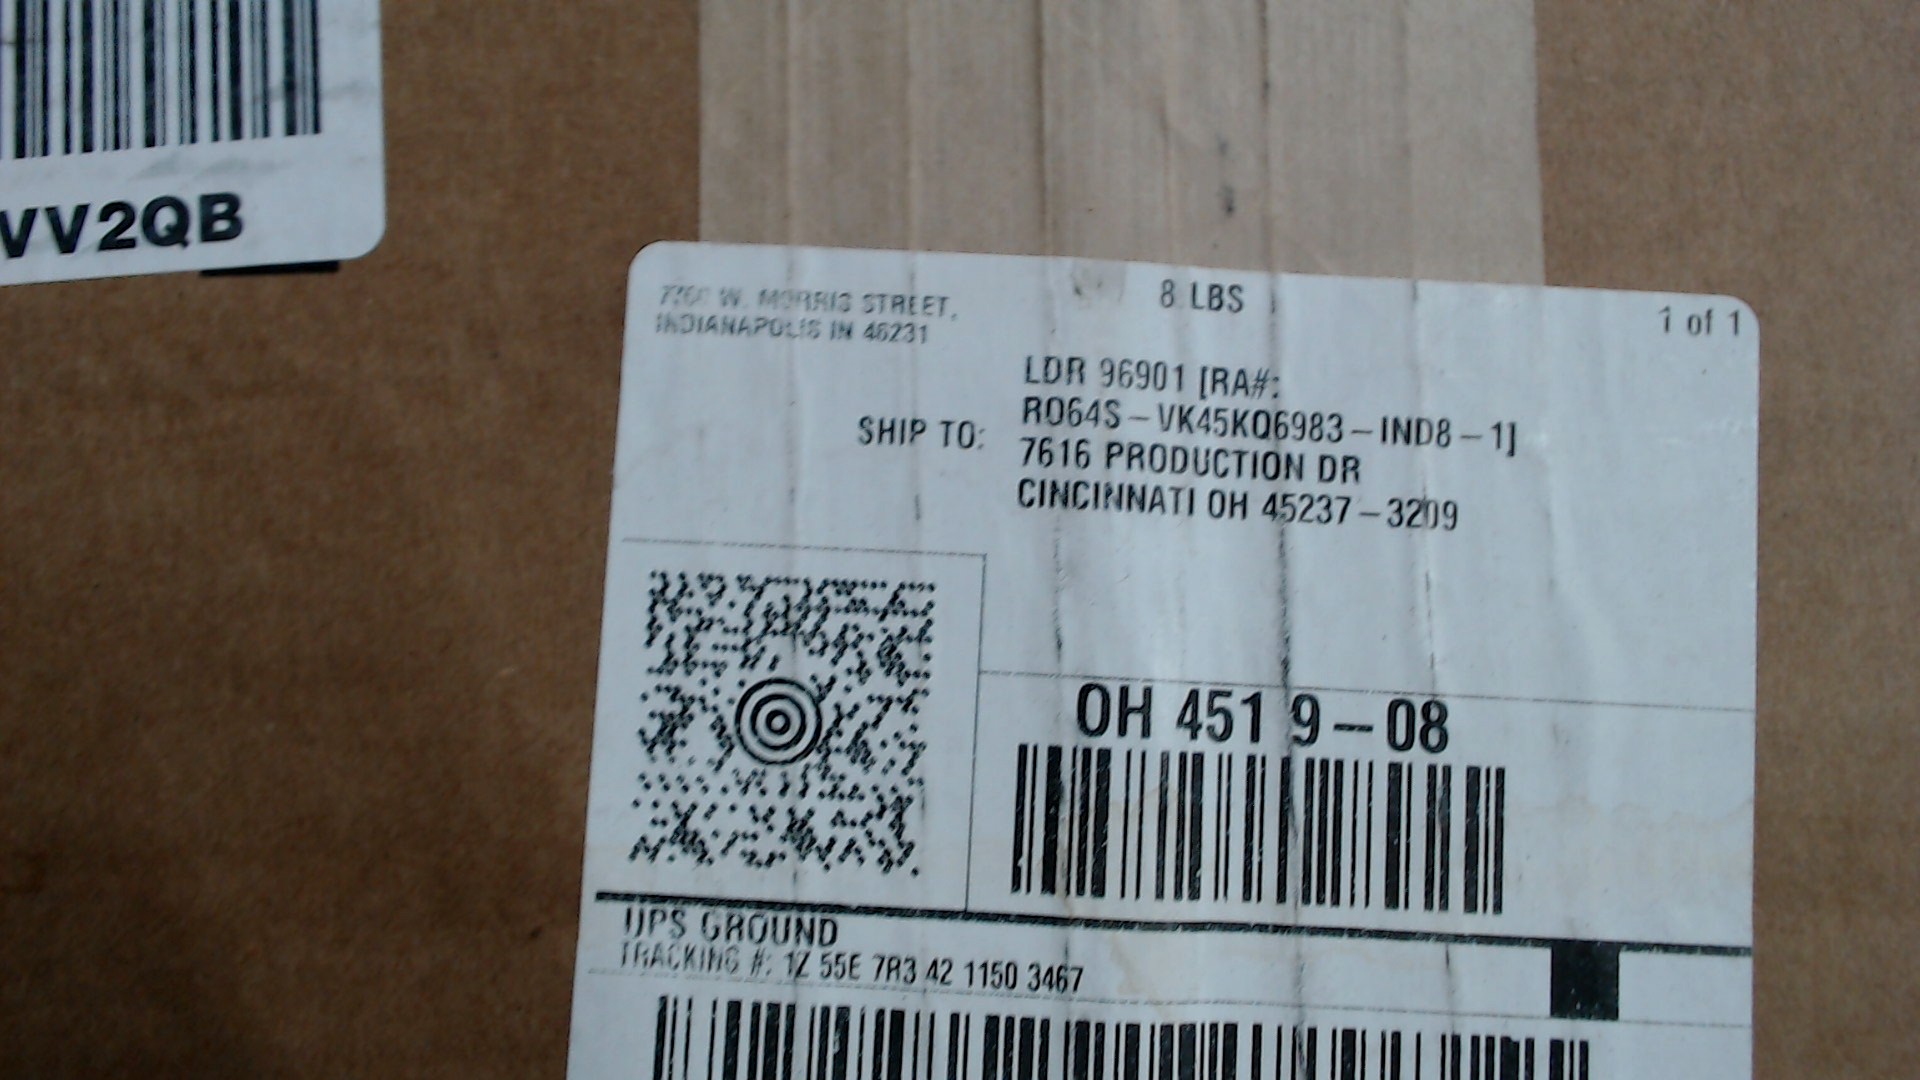 VV2QB
W. MORRIS STREET,
INDIANAPOLIS IN 46231
8 LBS
1 of 1
LDR 96901 [RA#:
SHIP TO:
RO64S-VK45KQ6983-IND8-1]
7616 PRODUCTION DR
CINCINNATI OH 45237-3209
OH 451 9-08
UPS GROUND
TRACKING #: 1Z 55E 7R3 42 1150 3467